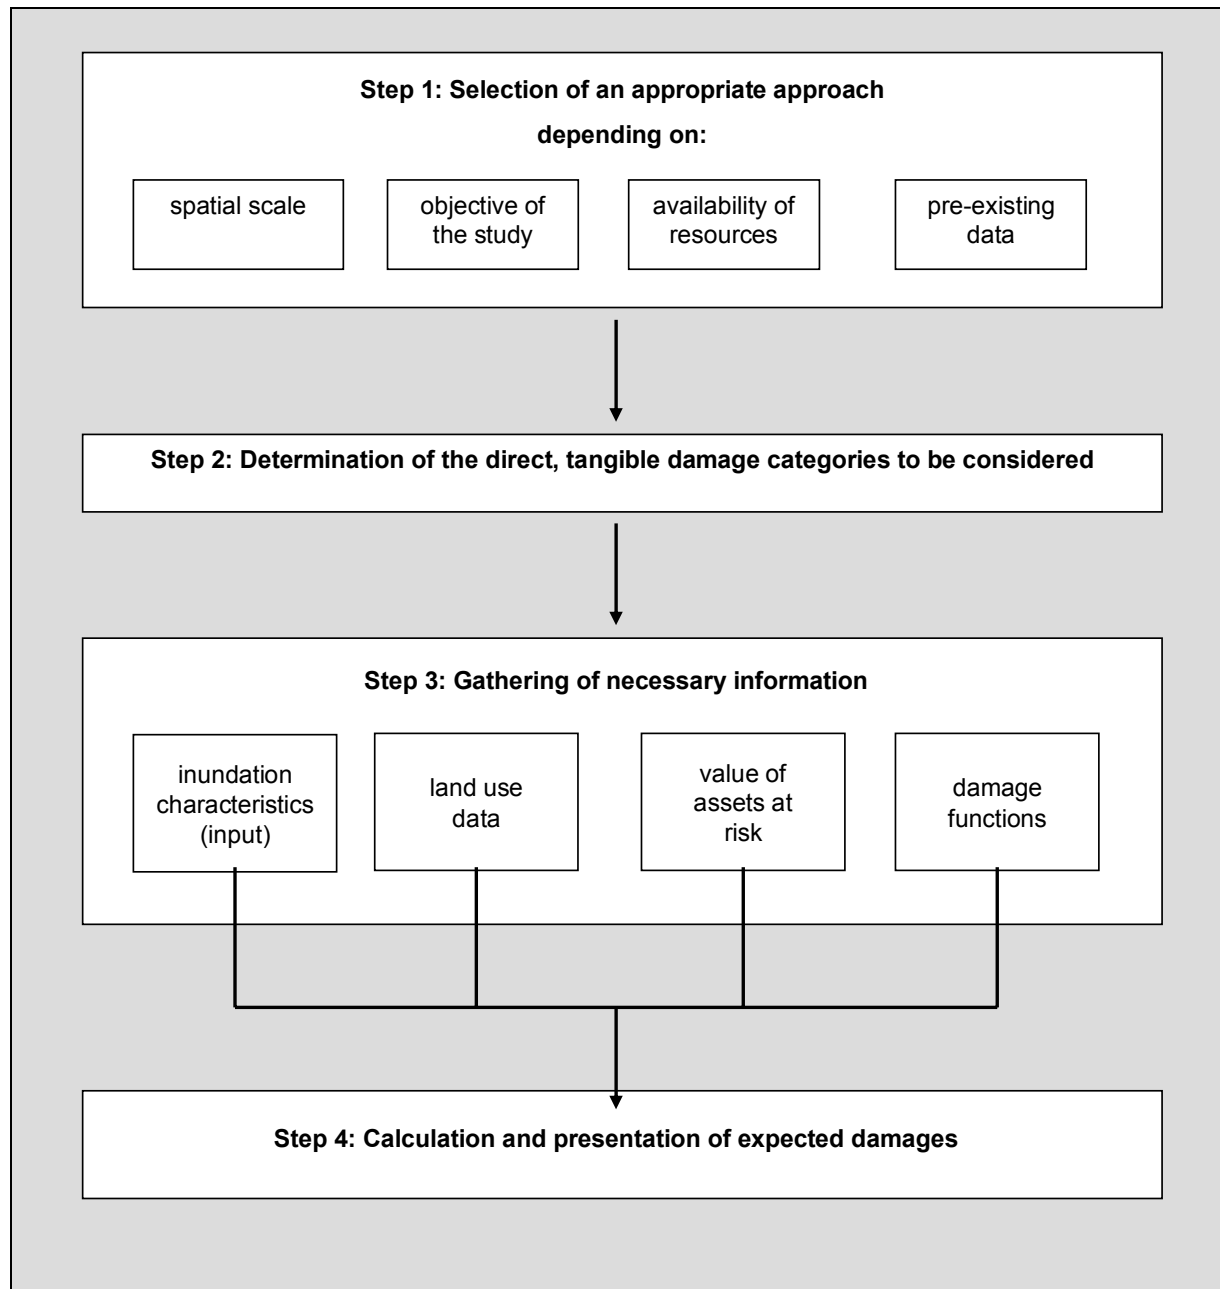 Step 1: Selection of an appropriate approach
depending on:
spatial scale
objective of
the study
availability of
resources
pre-existing
data
Step 2: Determination of the direct, tangible damage categories to be considered
Step 3: Gathering of necessary information
inundation
characteristics
(input)
land use
data
value of
assets at
risk
damage
functions
Step 4: Calculation and presentation of expected damages